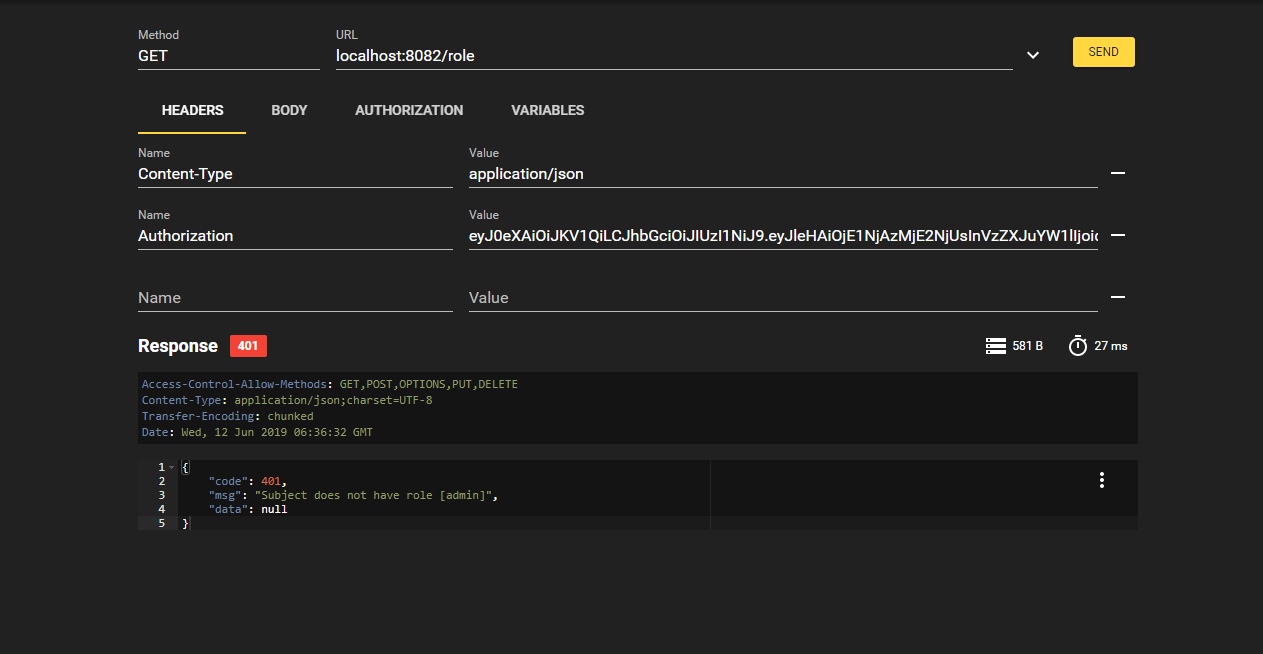 Method URL
GET localhost:8082/role SEND
HEADERS BODY AUTHORIZATION VARIABLES
Name Value
Content-Type application/json
Name Value
Authorization eyJ0eXAiOiJKV1QiLCJhbGciOiJIUzI1NiJ9.eyJleHAiOjE1NjAzMjE2NjUsInVzZXJuYW1lIjoic
Name Value
Response 401 581 B 27 ms
Access-Control-Allow-Methods: GET,POST,OPTIONS,PUT,DELETE
Content-Type: application/json;charset=UTF-8
Transfer-Encoding: chunked
Date: Wed, 12 Jun 2019 06:36:32 GMT
1 {
2 "code": 401,
3 "msg": "Subject does not have role [admin]",
4 "data": null
5 }